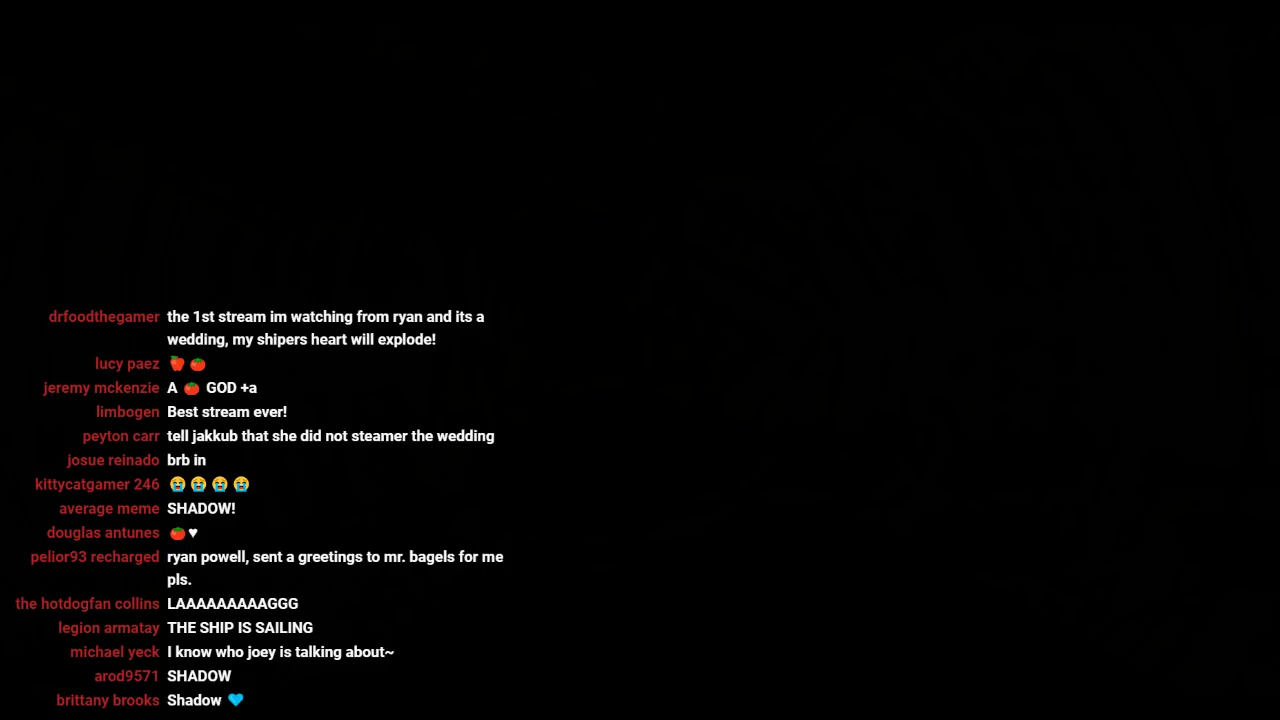 drfoodthegamer the 1st stream im watching from ryan and its a
wedding, my shipers heart will explode!
lucy paez 🍎 🍅
jeremy mckenzie A 🍅 GOD +a
limbogen Best stream ever!
peyton carr tell jakkub that she did not steamer the wedding
josue reinado brb in
kittycatgamer 246 😭 😭 😭 😭
average meme SHADOW!
douglas antunes 🍅 ♥
pelior93 recharged ryan powell, sent a greetings to mr. bagels for me
pls.
the hotdogfan collins LAAAAAAAAAGGG
legion armatay THE SHIP IS SAILING
michael yeck I know who joey is talking about~
arod9571 SHADOW
brittany brooks Shadow 💙